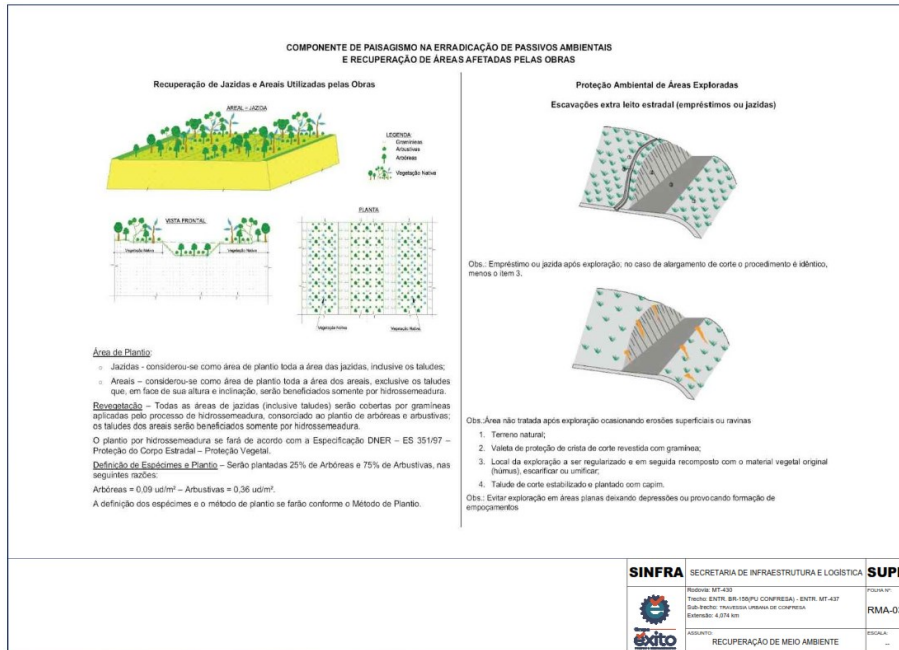 COMPONENTE DE PAISAGISMO NA ERRADICAÇÃO DE PASSIVOS AMBIENTAIS
E RECUPERAÇÃO DE ÁREAS AFETADAS PELAS OBRAS
Recuperação de Jazidas e Areais Utilizadas pelas Obras
AREAL – JAZIDA
LEGENDA:
Gramíneas
Arbustivas
Arbóreas
Vegetação Nativa
VISTA FRONTAL
Vegetação Nativa
Vegetação Nativa
PLANTA
Vegetação Nativa
Vegetação Nativa
Área de Plantio:
Jazidas - considerou-se como área de plantio toda a área das jazidas, inclusive os taludes;
Areais – considerou-se como área de plantio toda a área dos areais, exclusive os taludes
que, em face de sua altura e inclinação, serão beneficiados somente por hidrossemeadura.
Revegetação – Todas as áreas de jazidas (inclusive taludes) serão cobertas por gramíneas
aplicadas pelo processo de hidrossemeadura, consorciado ao plantio de arbóreas e arbustivas;
os taludes dos areais serão beneficiados somente por hidrossemeadura.
O plantio por hidrossemeadura se fará de acordo com a Especificação DNER – ES 351/97 –
Proteção do Corpo Estradal – Proteção Vegetal.
Definição de Espécimes e Plantio – Serão plantadas 25% de Arbóreas e 75% de Arbustivas, nas
seguintes razões:
Arbóreas = 0,09 ud/m² – Arbustivas = 0,36 ud/m².
A definição dos espécimes e o método de plantio se farão conforme o Método de Plantio.
Proteção Ambiental de Áreas Exploradas
Escavações extra leito estradal (empréstimos ou jazidas)
Obs.: Empréstimo ou jazida após exploração; no caso de alargamento de corte o procedimento é idêntico,
menos o item 3.
Obs.:Área não tratada após exploração ocasionando erosões superficiais ou ravinas
1. Terreno natural;
2. Valeta de proteção de crista de corte revestida com gramínea;
3. Local da exploração a ser regularizado e em seguida recomposto com o material vegetal original
(húmus), escarificar ou umificar;
4. Talude de corte estabilizado e plantado com capim.
Obs.: Evitar exploração em áreas planas deixando depressões ou provocando formação de
empoçamentos
SINFRA
SECRETARIA DE INFRAESTRUTURA E LOGÍSTICA
Rodovia: MT-430
Trecho: ENTR. BR-158(PU CONFRESA) - ENTR. MT-437
Sub-trecho: TRAVESSIA URBANA DE CONFRESA
Extensão: 4,074 km
FOLHA Nº:
êxito
ASSUNTO:
RECUPERAÇÃO DE MEIO AMBIENTE
ESCALA:
--